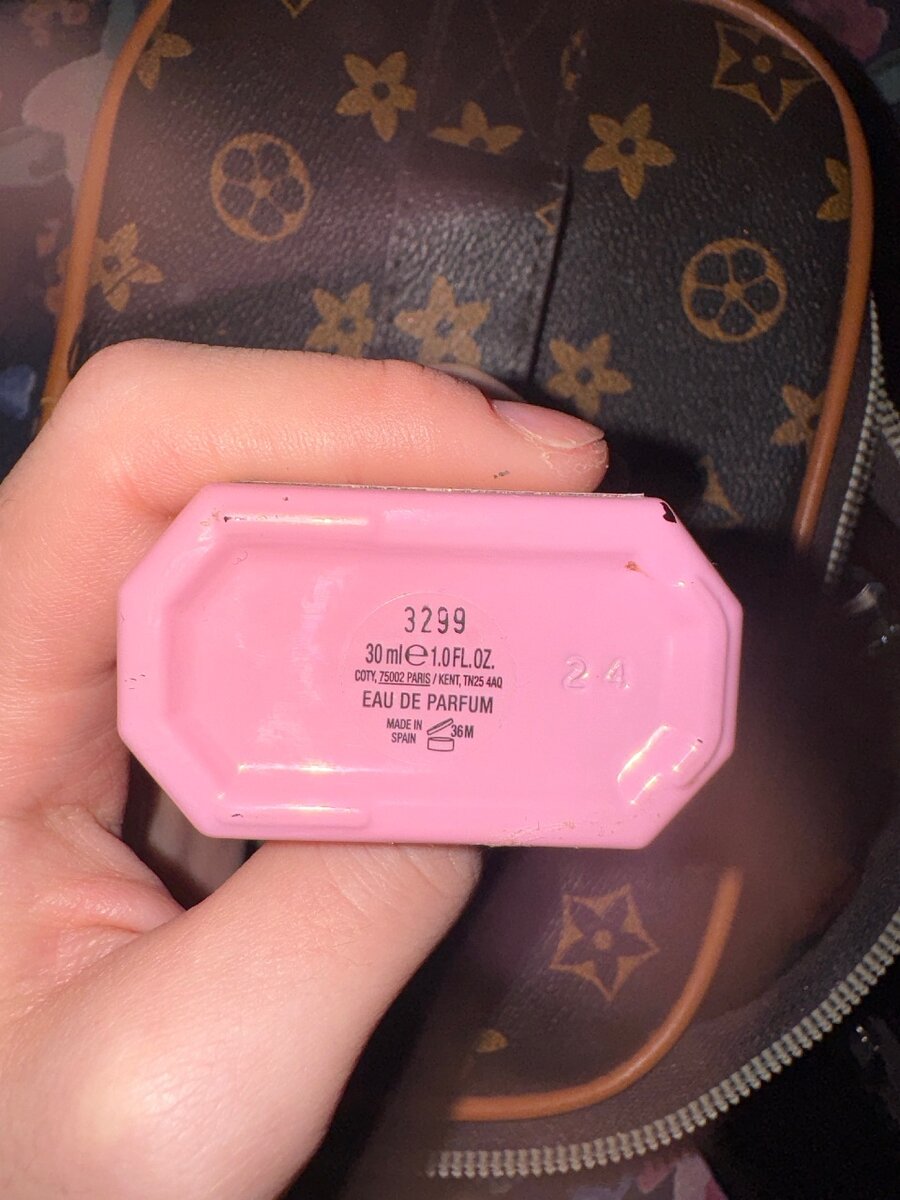 3299
30 ml℮1.0 FL.OZ.
COTY, 75002 PARIS / KENT, TN25 4AQ
EAU DE PARFUM
MADE IN
SPAIN
36M
24